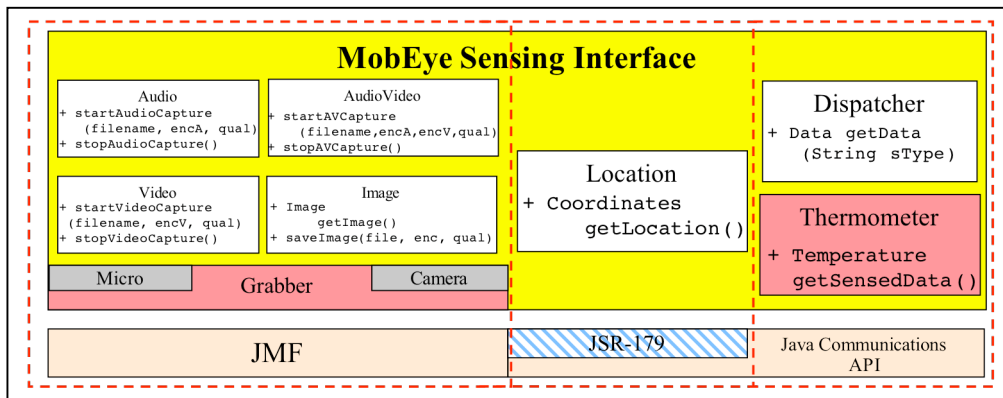 MobEye Sensing Interface
Audio
+ startAudioCapture
(filename, encA, qual)
+ stopAudioCapture()
AudioVideo
+ startAVCapture
(filename,encA,encV,qual)
+ stopAVCapture()
Video
+ startVideoCapture
(filename, encV, qual)
+ stopVideoCapture()
Image
+ Image
getImage()
+ saveImage(file, enc, qual)
Micro
Grabber
Camera
Location
+ Coordinates
getLocation()
Dispatcher
+ Data getData
(String sType)
Thermometer
+ Temperature
getSensedData()
JMF
JSR-179
Java Communications
API